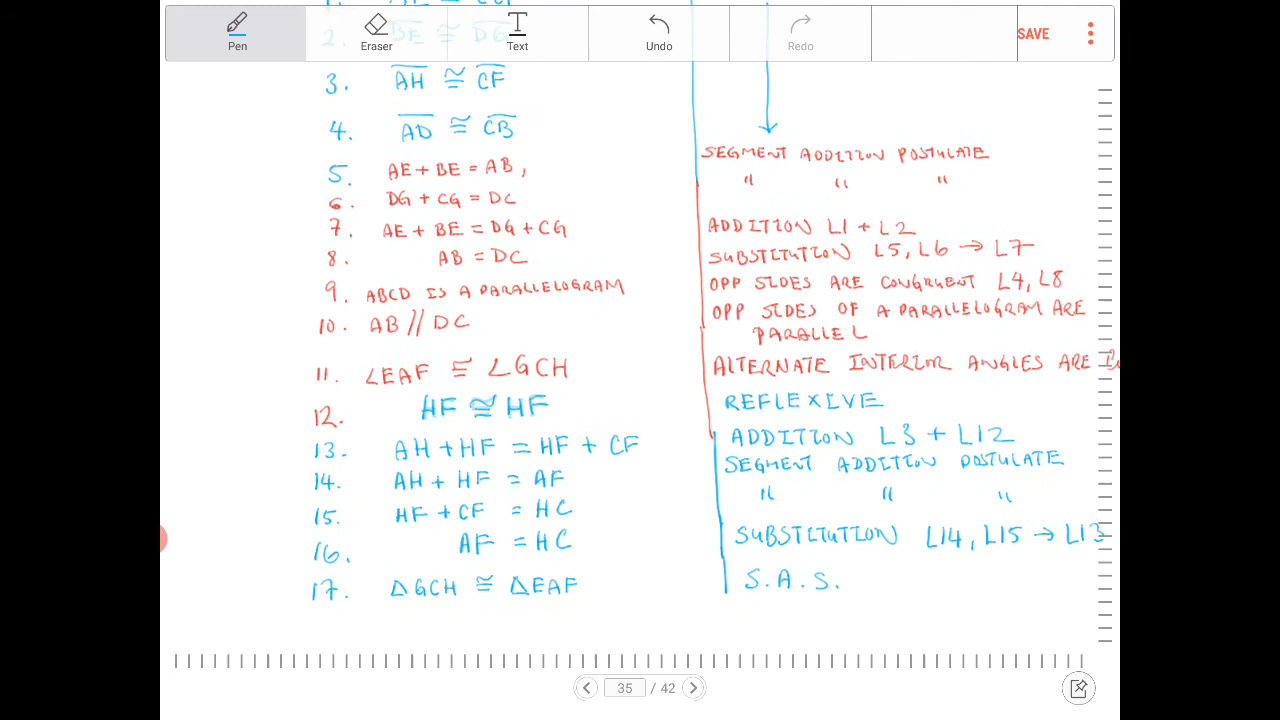 Pen
Eraser
Text
Undo
Redo
SAVE
2. BE ≅ DG
3. AH ≅ CF
4. AD ≅ CB
5. AE + BE = AB, SEGMENT ADDITION POSTULATE
6. DG + CG = DC " " "
7. AE + BE = DG + CG ADDITION L1 + L2
8. AB = DC SUBSTITUTION L5, L6 → L7
9. ABCD IS A PARALLELOGRAM OPP SIDES ARE CONGRUENT L4, L8
10. AB // DC OPP SIDES OF A PARALLELOGRAM ARE
PARALLEL
11. ∠EAF ≅ ∠GCH ALTERNATE INTERIOR ANGLES ARE
12. HF ≅ HF REFLEXIVE
13. AH + HF = HF + CF ADDITION L3 + L12
14. AH + HF = AF SEGMENT ADDITION POSTULATE
15. HF + CF = HC " " "
16. AF = HC SUBSTITUTION L14, L15 → L13
17. △GCH ≅ △EAF S.A.S.
35 / 42